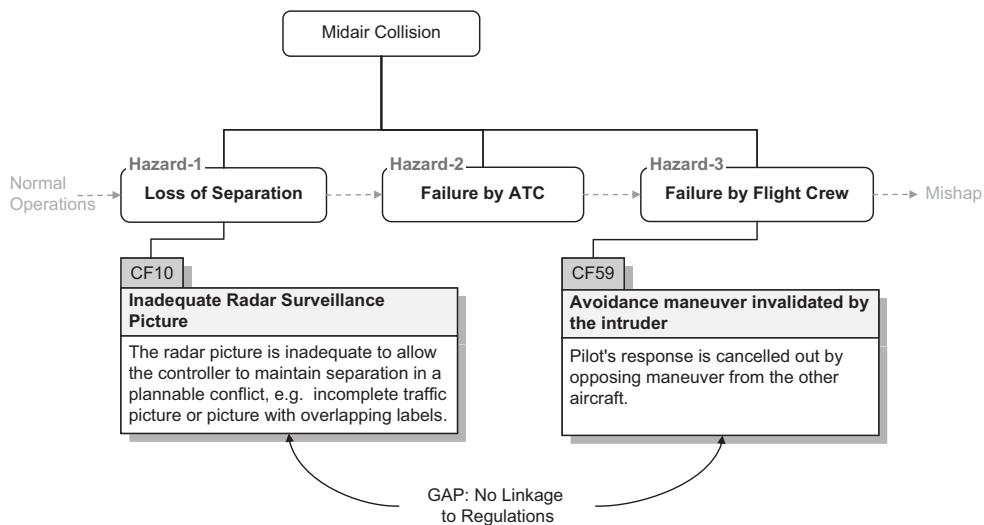 Midair Collision
Hazard-1
Hazard-2
Hazard-3
Normal
Operations
Loss of Separation
Failure by ATC
Failure by Flight Crew
Mishap
CF10
Inadequate Radar Surveillance
Picture
The radar picture is inadequate to allow
the controller to maintain separation in a
plannable conflict, e.g. incomplete traffic
picture or picture with overlapping labels.
CF59
Avoidance maneuver invalidated by
the intruder
Pilot's response is cancelled out by
opposing maneuver from the other
aircraft.
GAP: No Linkage
to Regulations